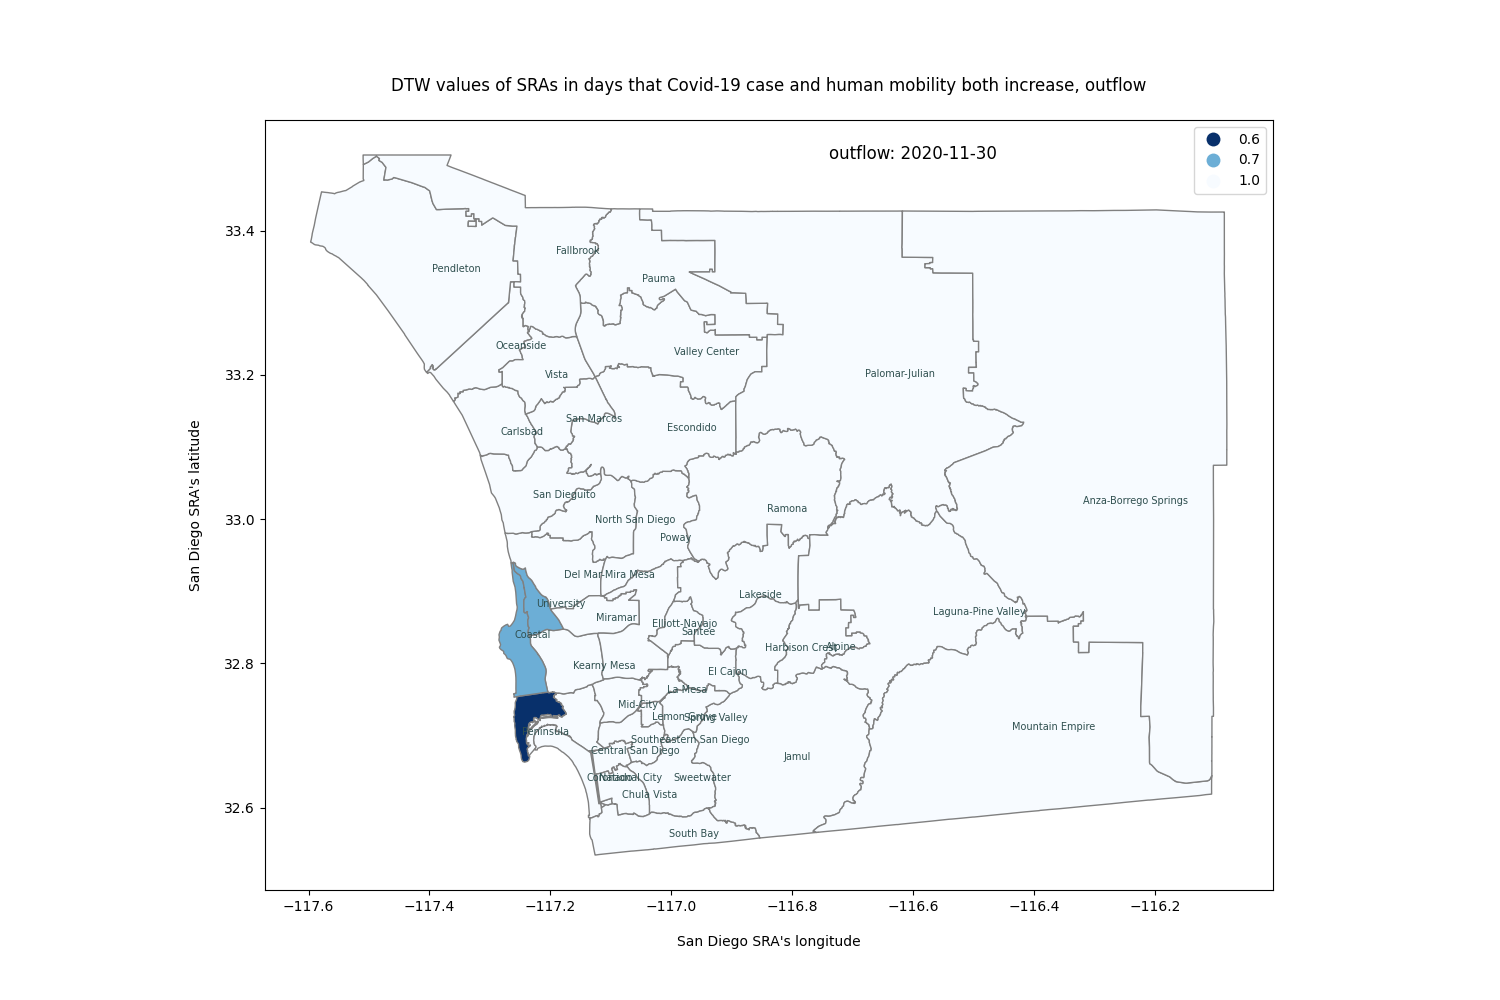 DTW values of SRAs in days that Covid-19 case and human mobility both increase, outflow
outflow: 2020-11-30
0.6
0.7
1.0
San Diego SRA's latitude
33.4
33.2
33.0
32.8
32.6
Fallbrook
Pendleton
Pauma
Oceanside
Valley Center
Vista
Palomar-Julian
San Marcos
Carlsbad
Escondido
San Dieguito
Anza-Borrego Springs
Ramona
North San Diego
Poway
Del Mar-Mira Mesa
Lakeside
University
Laguna-Pine Valley
Miramar
Elliott-Navajo
Santee
Coastal
Harbison Crest
Alpine
Kearny Mesa
El Cajon
La Mesa
Mid-City
Lemon Grove
Spring Valley
Mountain Empire
Peninsula
Southeastern San Diego
Central San Diego
Jamul
Coronado
National City
Sweetwater
Chula Vista
South Bay
−117.6
−117.4
−117.2
−117.0
−116.8
−116.6
−116.4
−116.2
San Diego SRA's longitude